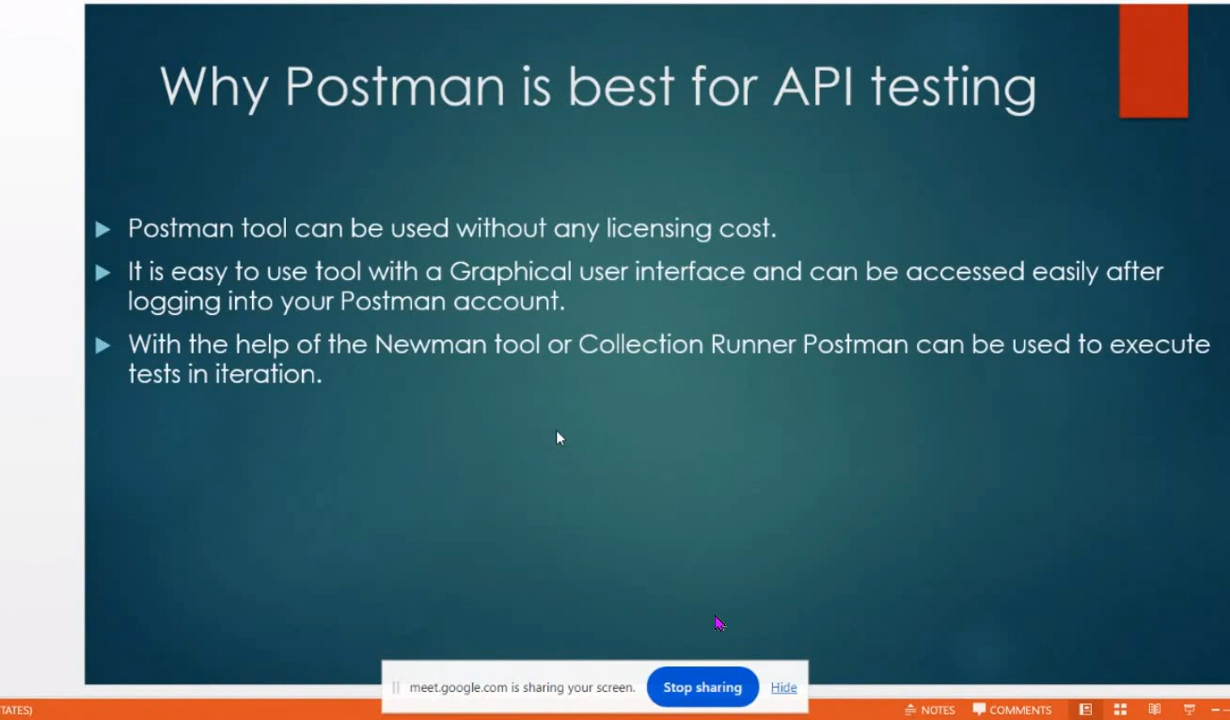 Why Postman is best for API testing
Postman tool can be used without any licensing cost.
It is easy to use tool with a Graphical user interface and can be accessed easily after
logging into your Postman account.
With the help of the Newman tool or Collection Runner Postman can be used to execute
tests in iteration.
meet.google.com is sharing your screen. Stop sharing Hide
TATES) NOTES COMMENTS